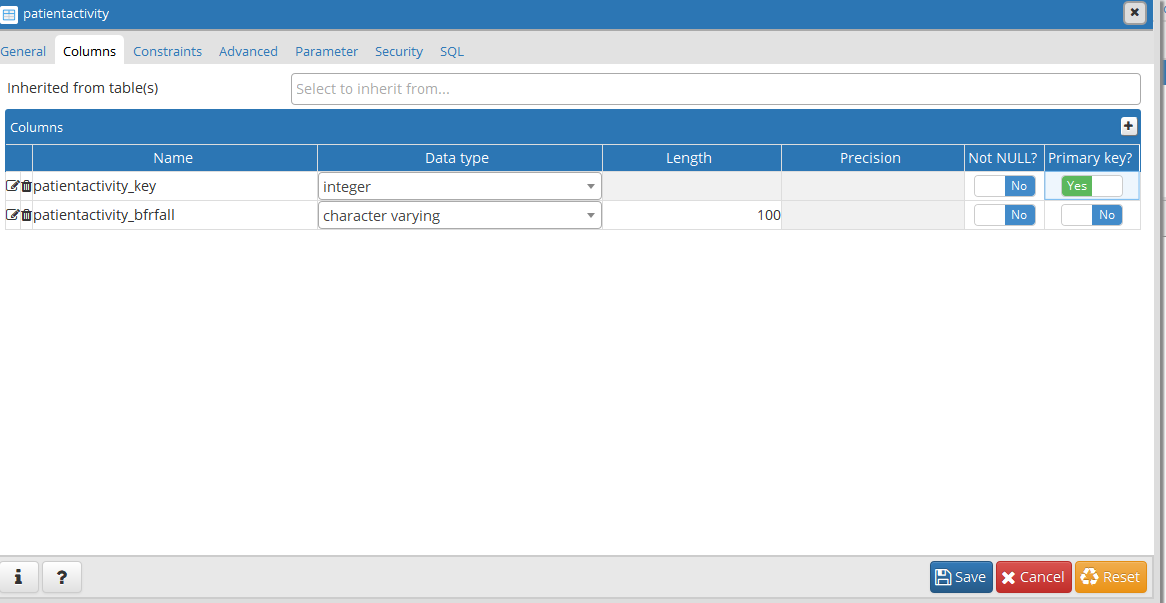 patientactivity
General Columns Constraints Advanced Parameter Security SQL
Inherited from table(s) Select to inherit from...
Columns
Name Data type Length Precision Not NULL? Primary key?
patientactivity_key integer No Yes
patientactivity_bfrfall character varying 100 No No
i ? Save Cancel Reset